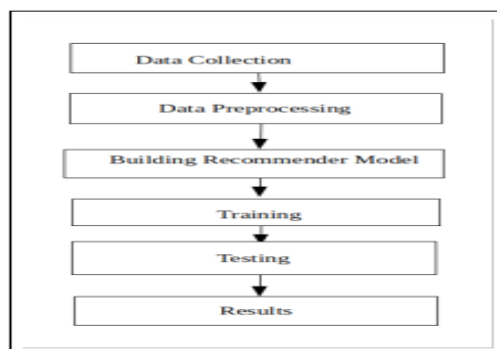 Data Collection
Data Preprocessing
Building Recommender Model
Training
Testing
Results